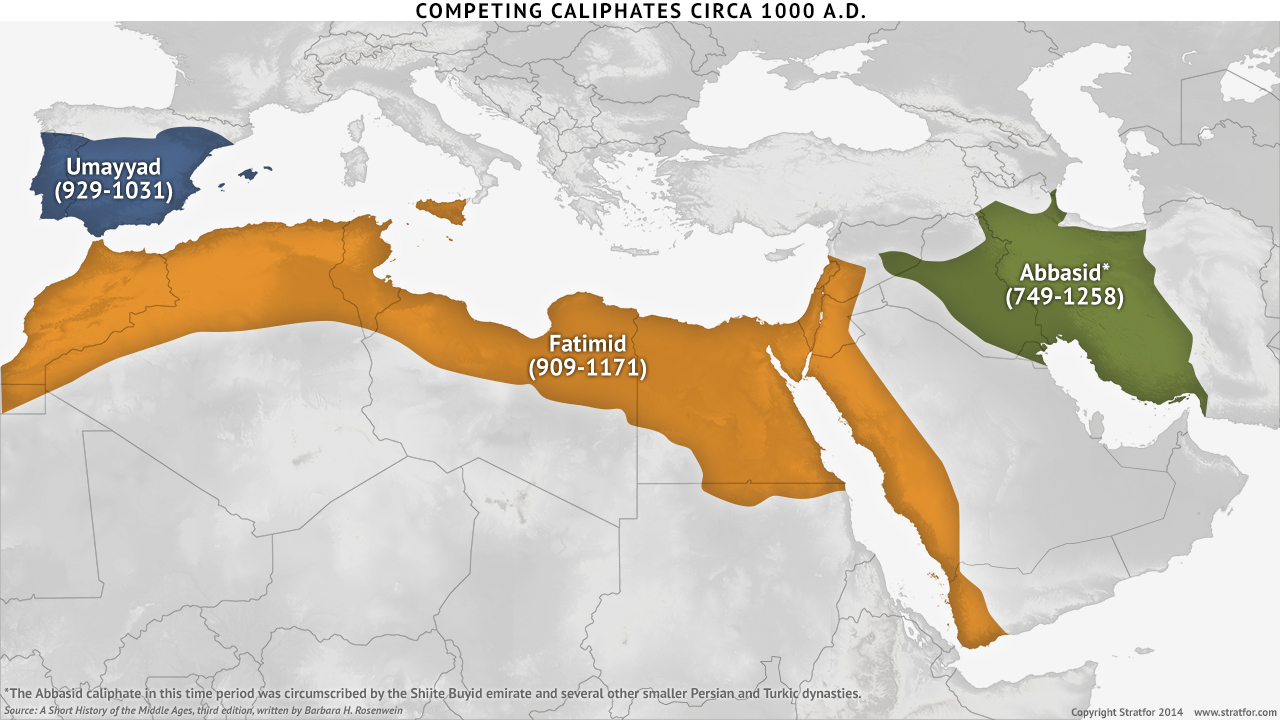 COMPETING CALIPHATES CIRCA 1000 A.D.
Umayyad
(929-1031)
Abbasid*
(749-1258)
Fatimid
(909-1171)
*The Abbasid caliphate in this time period was circumscribed by the Shiite Buyid emirate and several other smaller Persian and Turkic dynasties.
Source: A Short History of the Middle Ages, third edition, written by Barbara H. Rosenwein
Copyright Stratfor 2014 www.stratfor.com